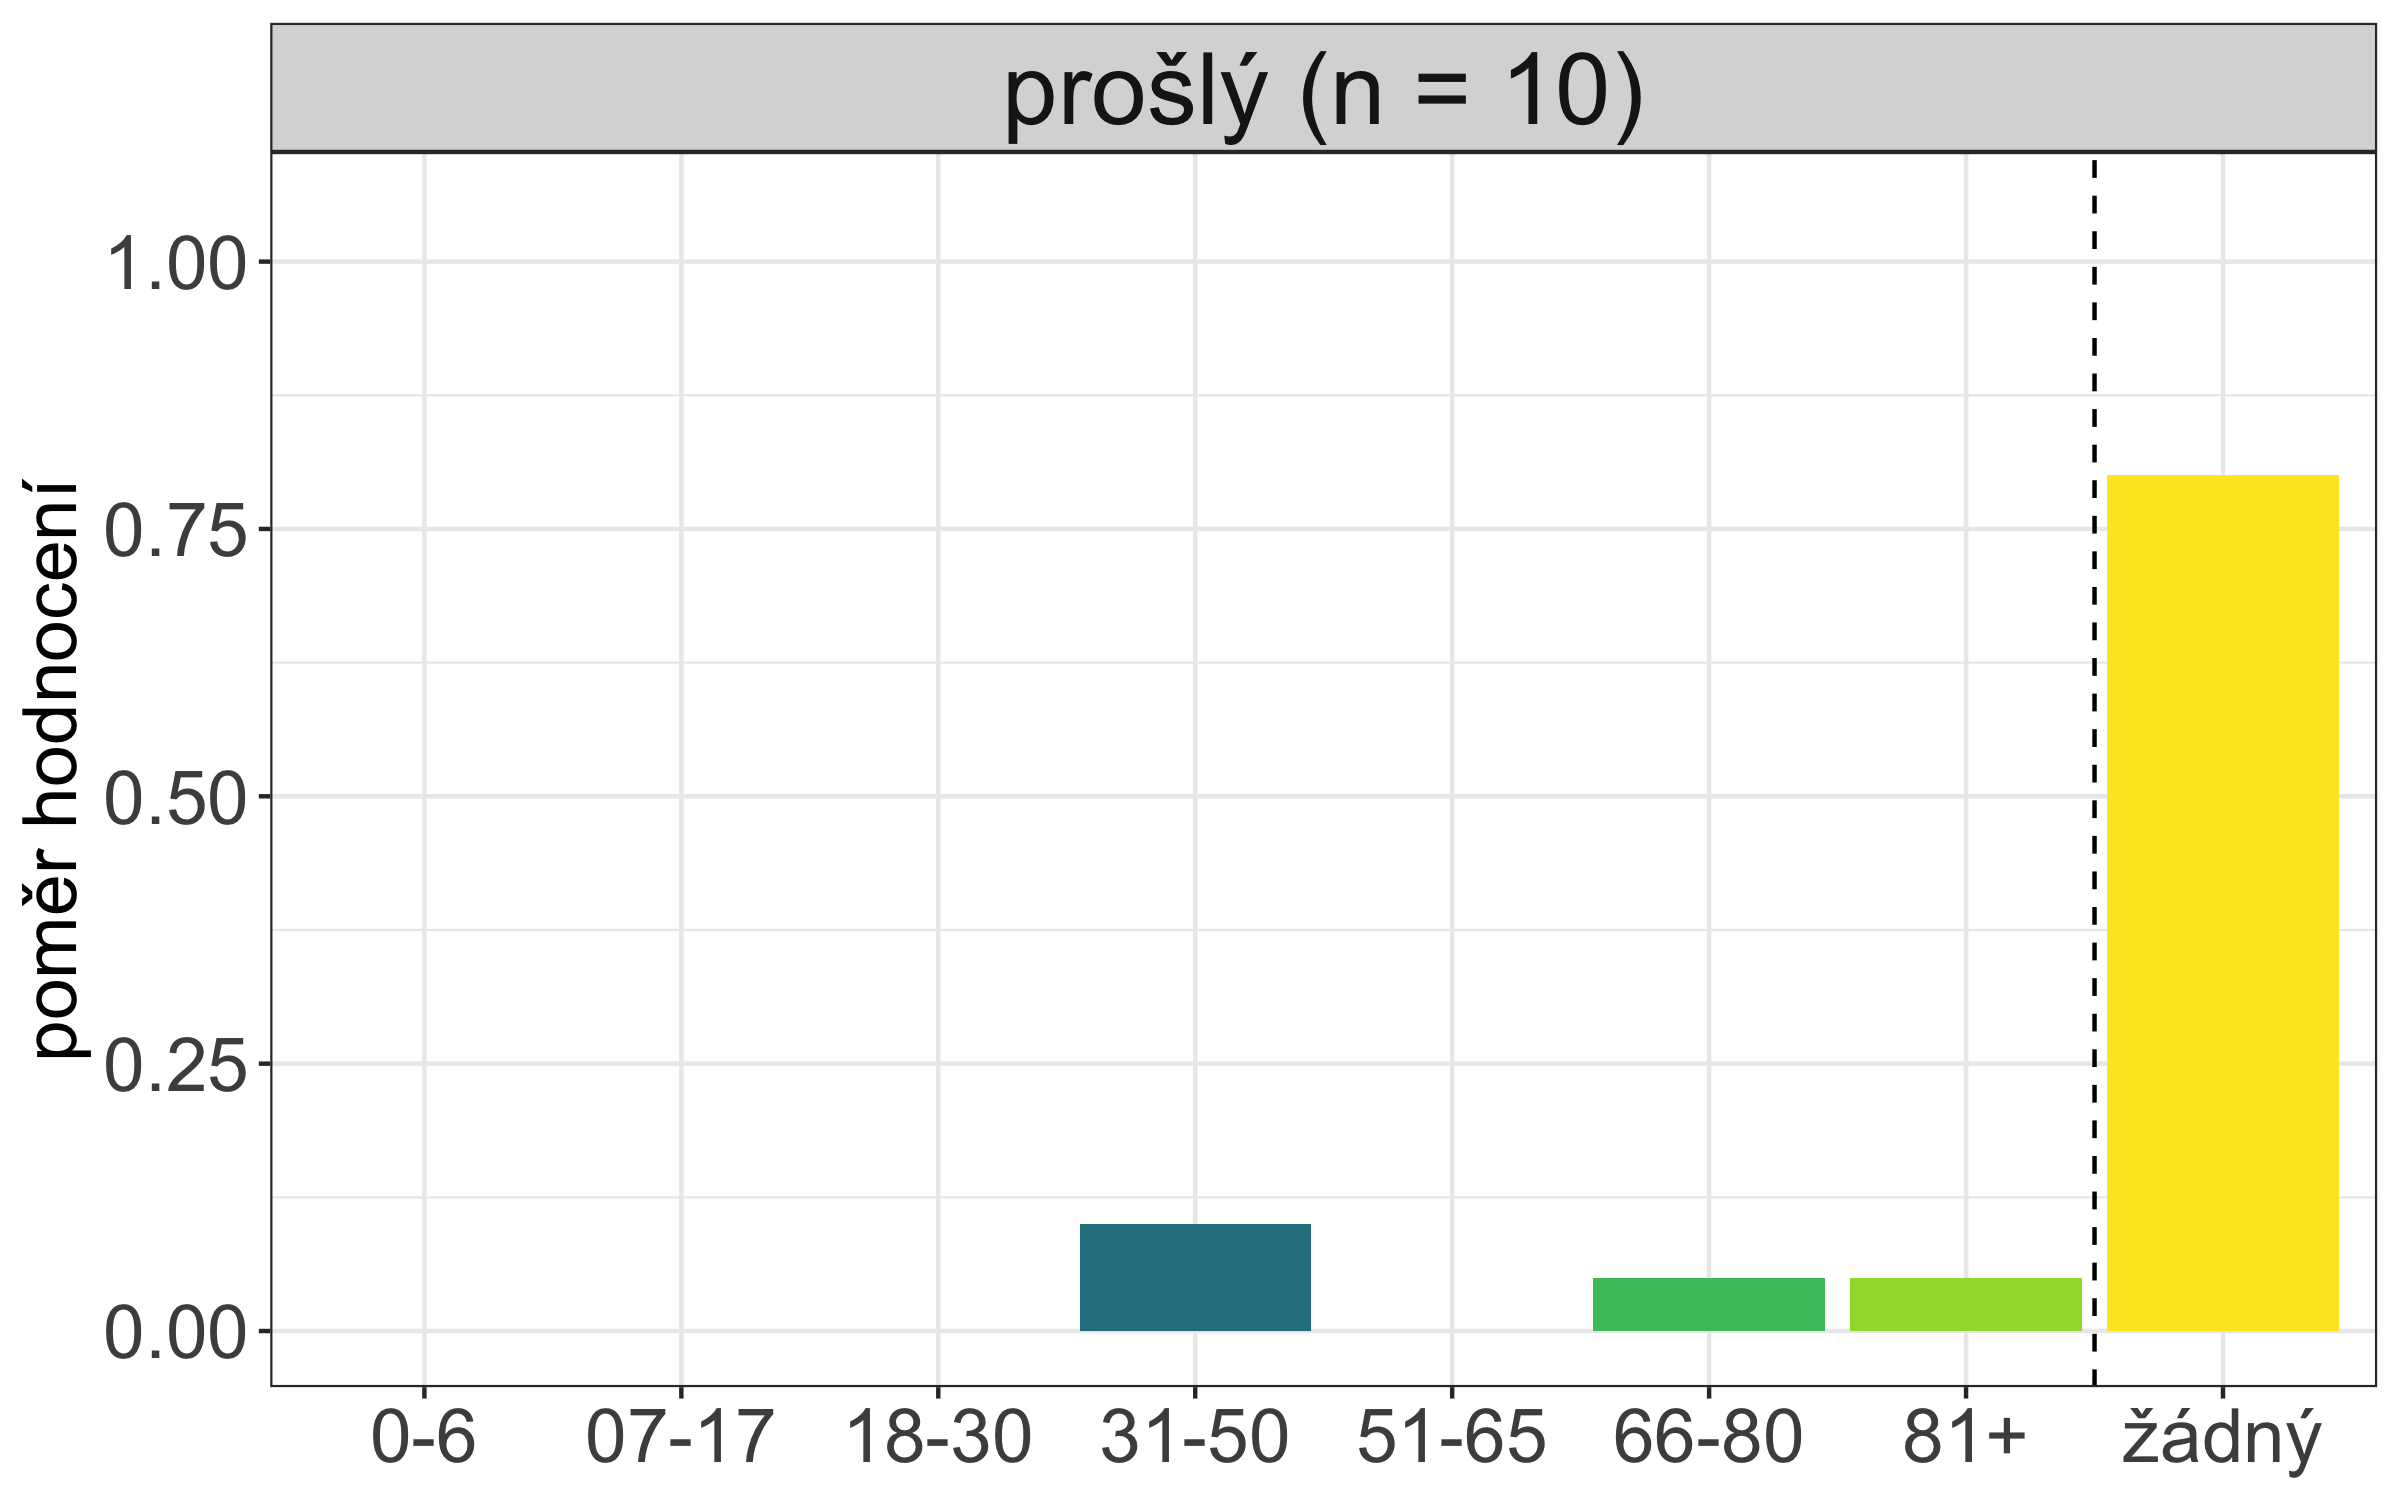 prošlý (n = 10)
poměr hodnocení
1.00
0.75
0.50
0.25
0.00
0-6 07-17 18-30 31-50 51-65 66-80 81+ žádný